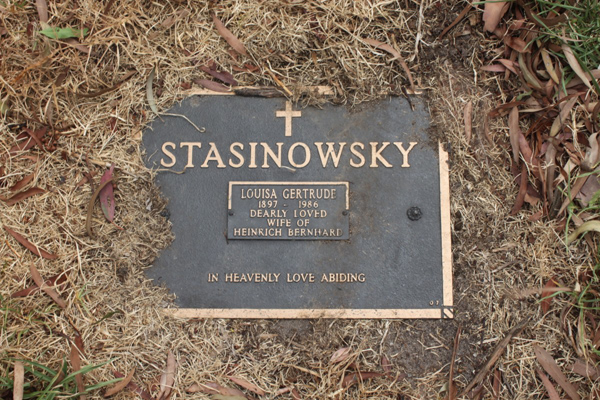 STASINOWSKY
LOUISA GERTRUDE
1897 - 1986
DEARLY LOVED
WIFE OF
HEINRICH BERNHARD
IN HEAVENLY LOVE ABIDING